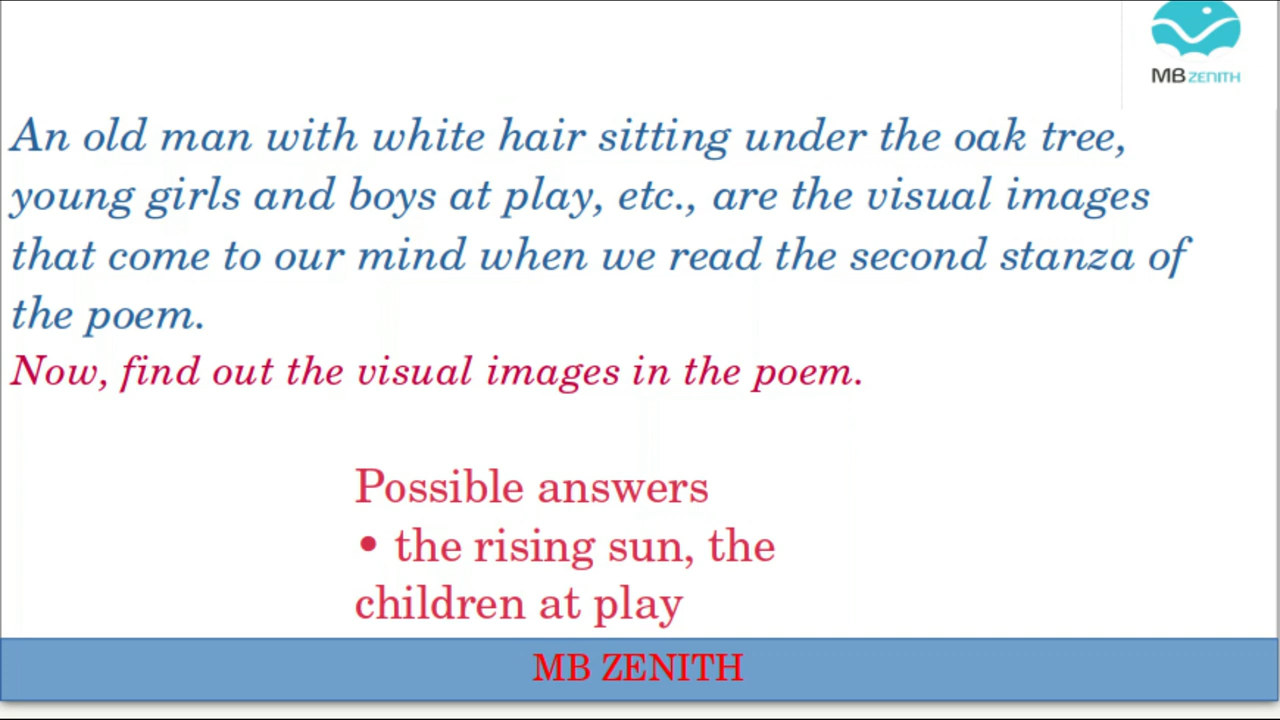 MB ZENITH
An old man with white hair sitting under the oak tree,
young girls and boys at play, etc., are the visual images
that come to our mind when we read the second stanza of
the poem.
Now, find out the visual images in the poem.
Possible answers
• the rising sun, the
children at play
MB ZENITH